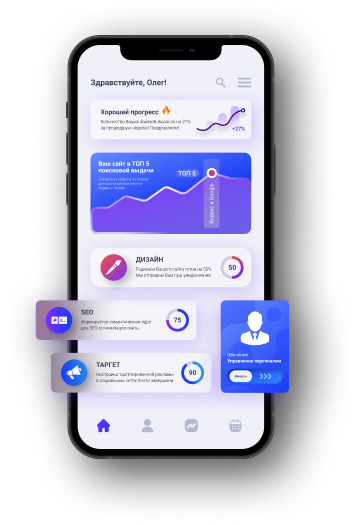 Здравствуйте, Олег!
Хороший прогресс
Количество Ваших заказов выросло на 27%
за прошедшую неделю! Поздравляем!
+27%
Ваш сайт в ТОП 5
поисковой выдачи
ТОП 5
Яндекс и Google
ДИЗАЙН
Редизайн Вашего сайта готов на 50%
Мы отправим Вам пуш уведомление
50
SEO
Формируется семантическое ядро
для SEO оптимизации сайта.
75
ТАРГЕТ
Настройка таргетированной рекламы
в социальных сетях почти завершена.
90
Обучение:
Управление персоналом
Начать